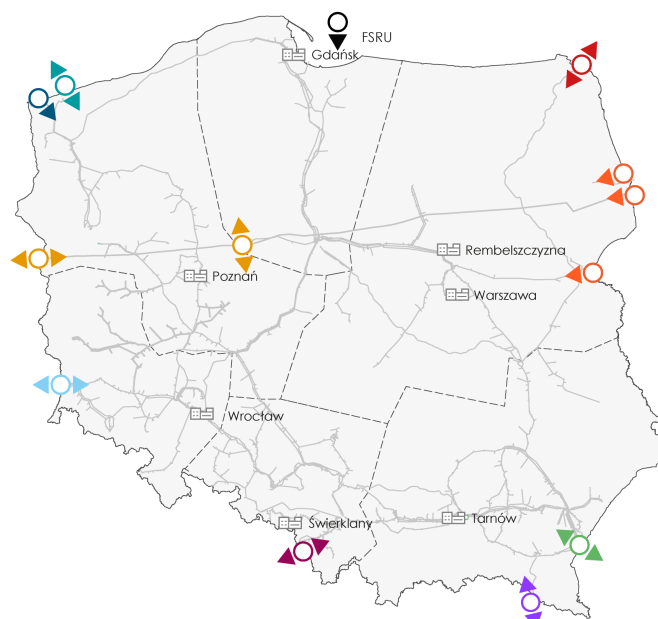 FSRU
Gdańsk
Rembelszczyzna
Poznań
Warszawa
Wrocław
Świerklany
Tarnów